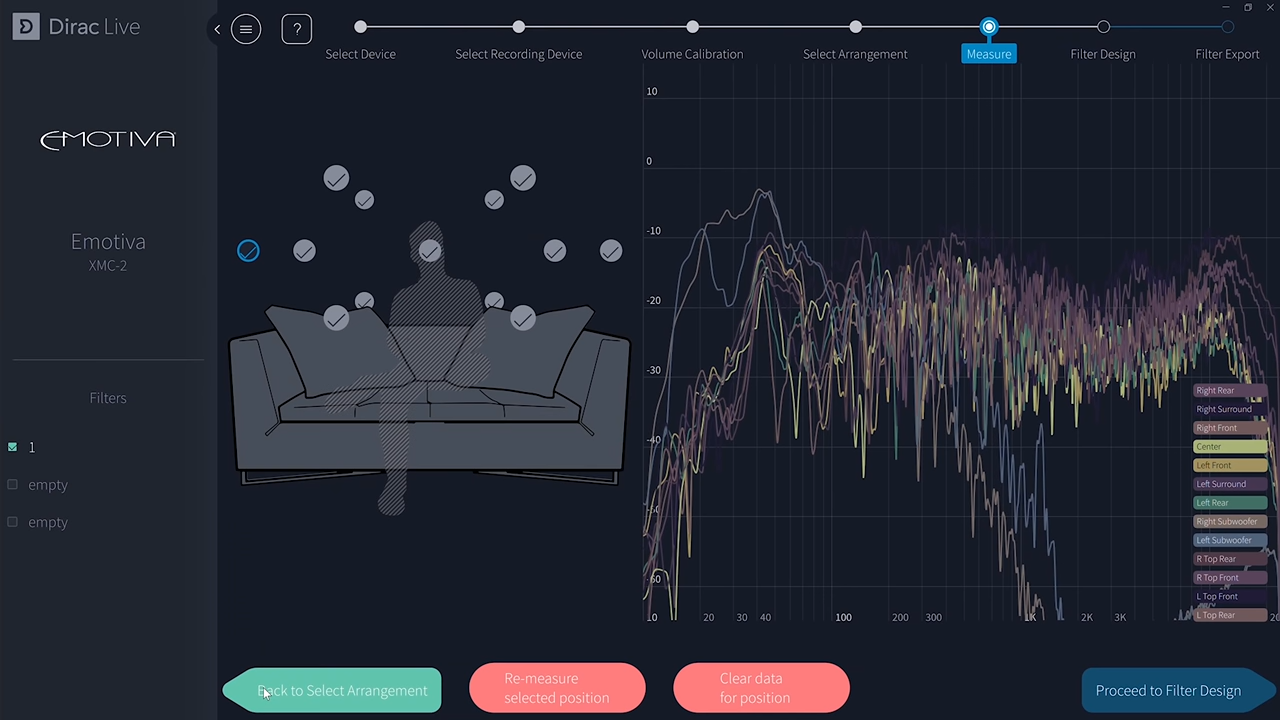 Dirac Live
?
Select Device
Select Recording Device
Volume Calibration
Select Arrangement
Measure
Filter Design
Filter Export
EMOTIVA
Emotiva
XMC-2
Filters
1
empty
empty
10
0
-10
-20
-30
-40
-50
-60
10 20 30 40 100 200 300 1K 2K 3K 20
Right Rear
Right Surround
Right Front
Center
Left Front
Left Surround
Left Rear
Right Subwoofer
Left Subwoofer
R Top Rear
R Top Front
L Top Front
L Top Rear
Back to Select Arrangement
Re-measure
selected position
Clear data
for position
Proceed to Filter Design